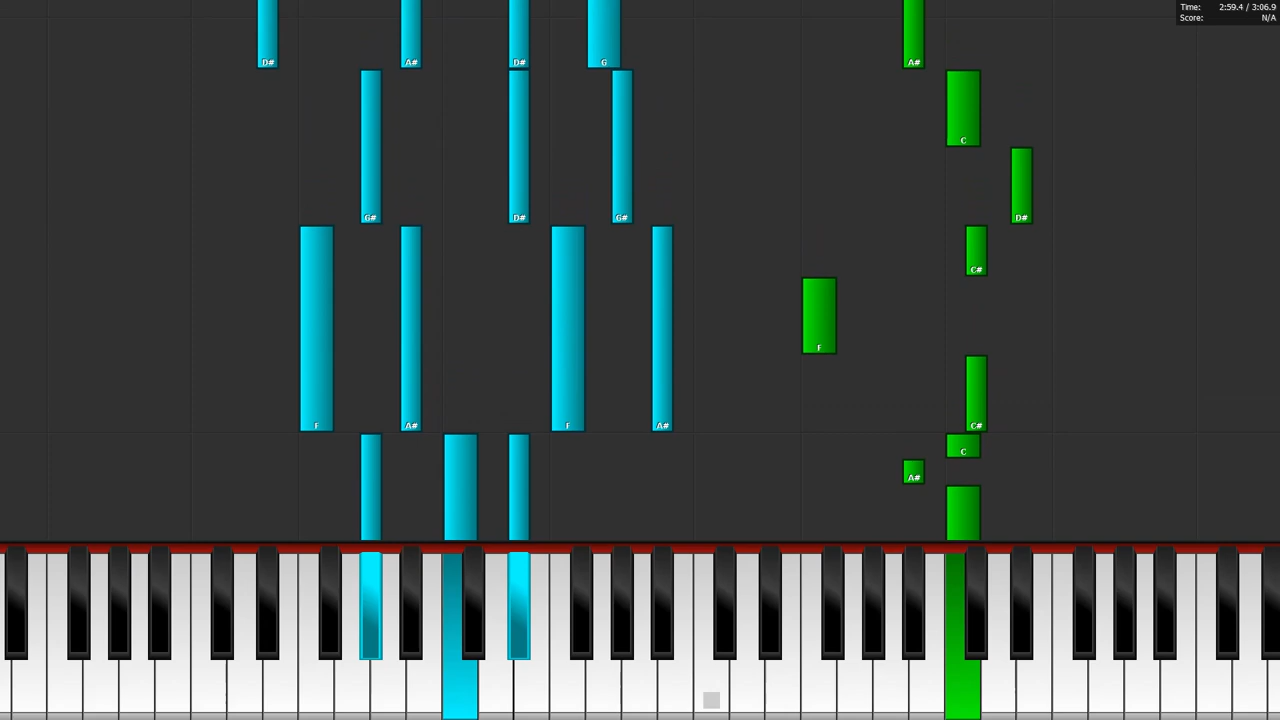 Time: 2:59.4 / 3:06.9
Score: N/A
D# A# D# G A#
C
G# D# G# D#
C#
F
F A# F A# C#
C
A#